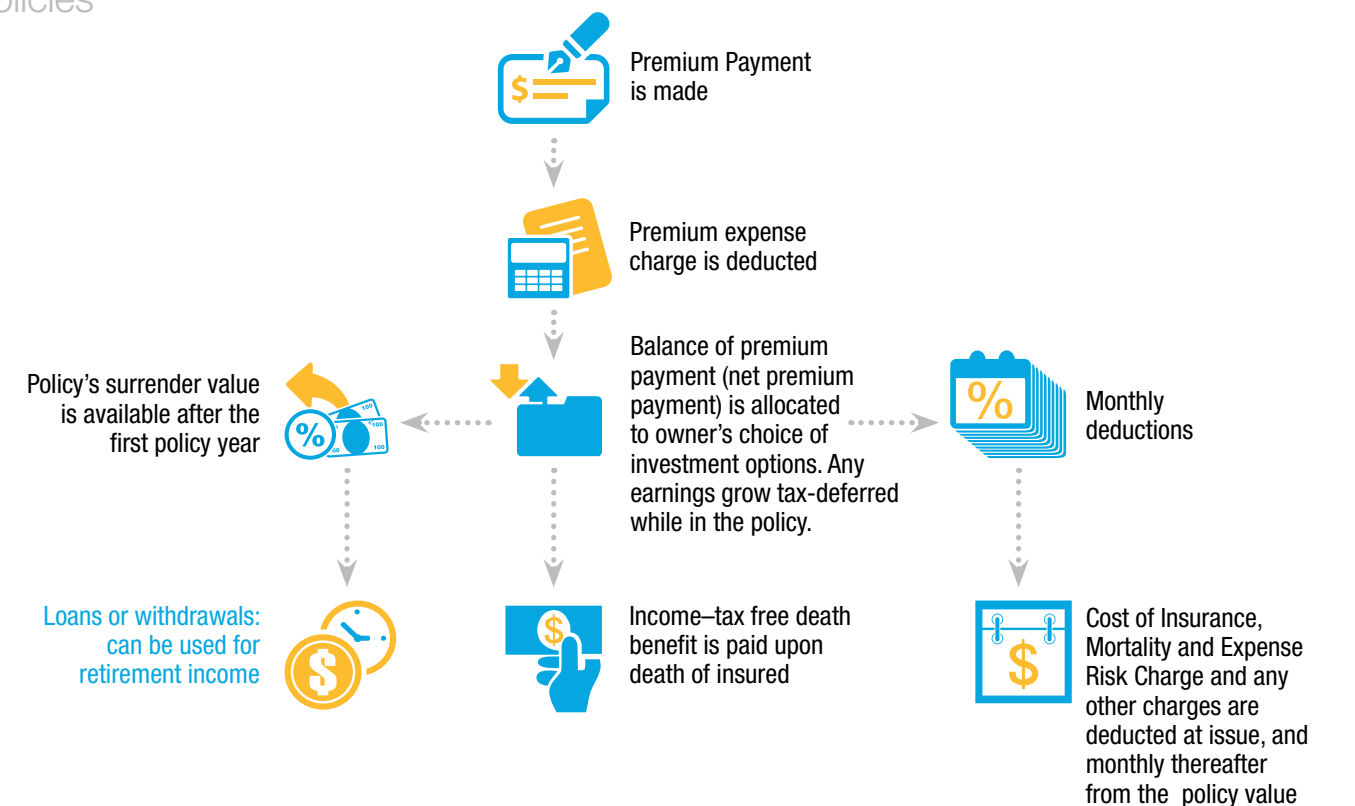 Premium Payment
is made
$
Premium expense
charge is deducted
Balance of premium
payment (net premium
payment) is allocated
to owner's choice of
investment options. Any
earnings grow tax-deferred
while in the policy.
Policy's surrender value
is available after the
first policy year
%
100
100
100
%
Monthly
deductions
Loans or withdrawals:
can be used for
retirement income
$
$
Income–tax free death
benefit is paid upon
death of insured
$
Cost of Insurance,
Mortality and Expense
Risk Charge and any
other charges are
deducted at issue, and
monthly thereafter
from the policy value